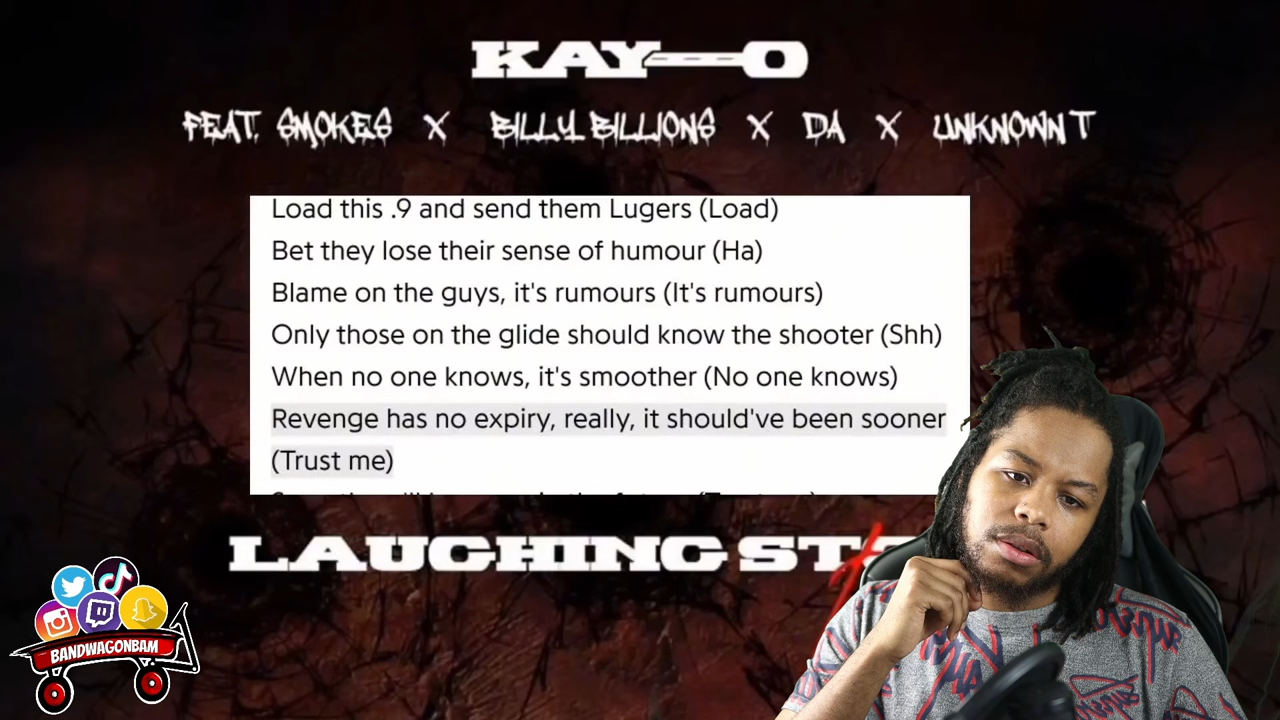 KAY-O
FEAT. SMOKES X BILLY BILLIONS X DA X UNKNOWN T
Load this .9 and send them Lugers (Load)
Bet they lose their sense of humour (Ha)
Blame on the guys, it's rumours (It's rumours)
Only those on the glide should know the shooter (Shh)
When no one knows, it's smoother (No one knows)
Revenge has no expiry, really, it should've been sooner
(Trust me)
LAUGHING ST
BANDWAGONBAM